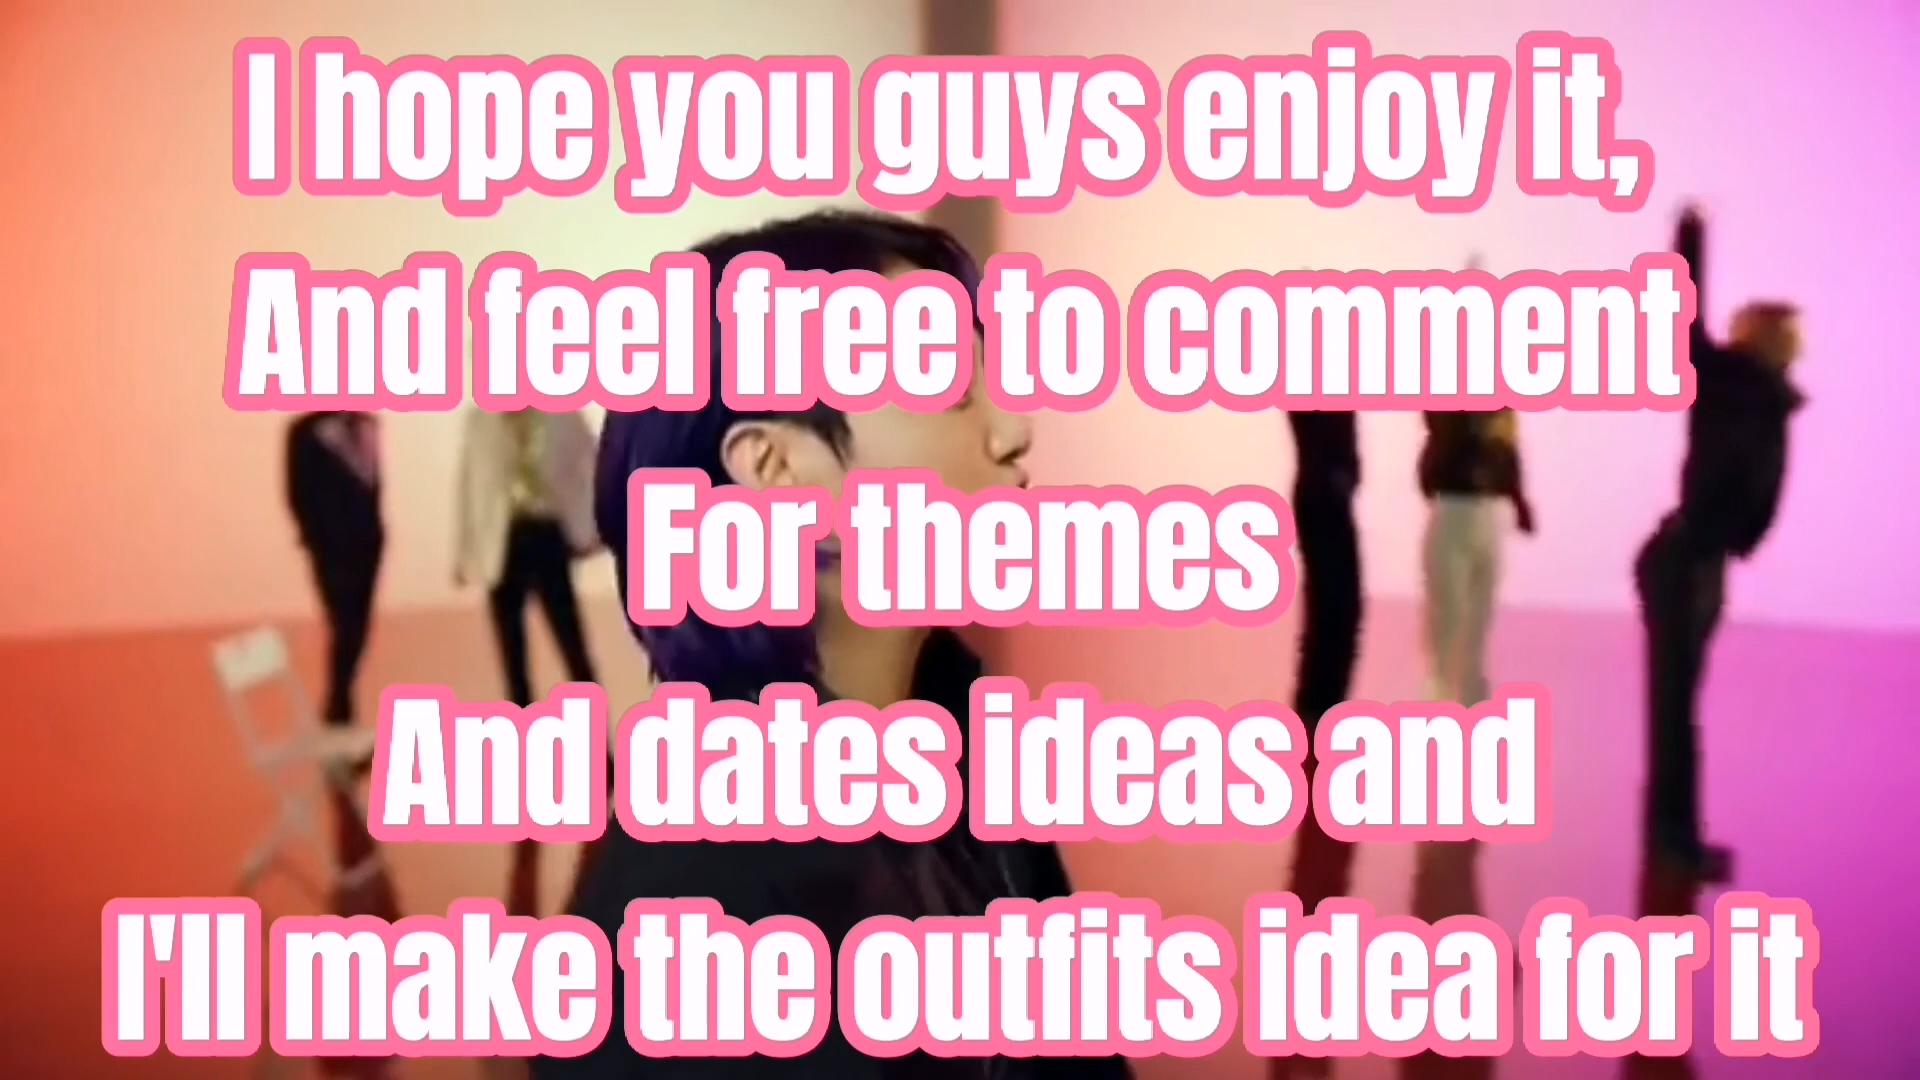 I hope you guys enjoy it,
And feel free to comment
For themes
And dates ideas and
I'll make the outfits idea for it